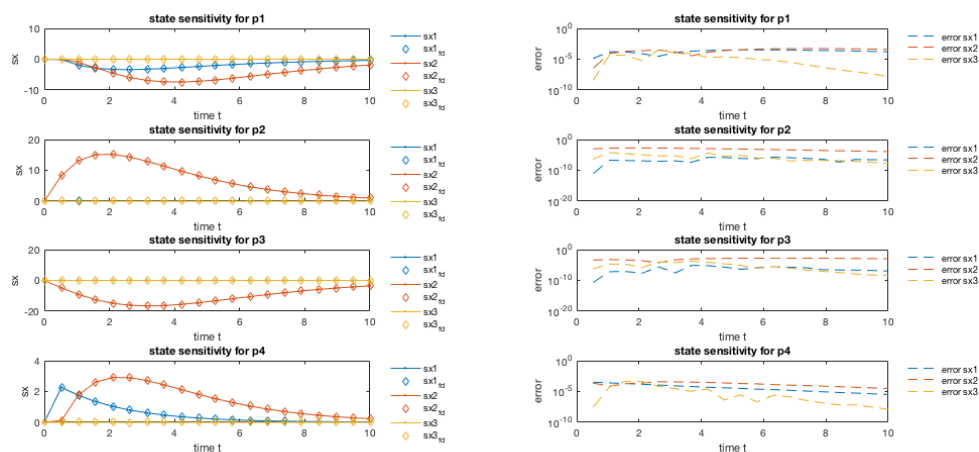 state sensitivity for p1
10
0
-10
sx
0
2
4
6
8
10
time t
sx1
sx1fd
sx2
sx2fd
sx3
sx3fd
state sensitivity for p1
10^0
10^-5
10^-10
error
0
2
4
6
8
10
time t
error sx1
error sx2
error sx3
state sensitivity for p2
20
10
0
sx
0
2
4
6
8
10
time t
sx1
sx1fd
sx2
sx2fd
sx3
sx3fd
state sensitivity for p2
10^0
10^-10
10^-20
error
0
2
4
6
8
10
time t
error sx1
error sx2
error sx3
state sensitivity for p3
20
0
-20
sx
0
2
4
6
8
10
time t
sx1
sx1fd
sx2
sx2fd
sx3
sx3fd
state sensitivity for p3
10^0
10^-10
10^-20
error
0
2
4
6
8
10
time t
error sx1
error sx2
error sx3
state sensitivity for p4
4
2
0
sx
0
2
4
6
8
10
time t
sx1
sx1fd
sx2
sx2fd
sx3
sx3fd
state sensitivity for p4
10^0
10^-5
10^-10
error
0
2
4
6
8
10
time t
error sx1
error sx2
error sx3